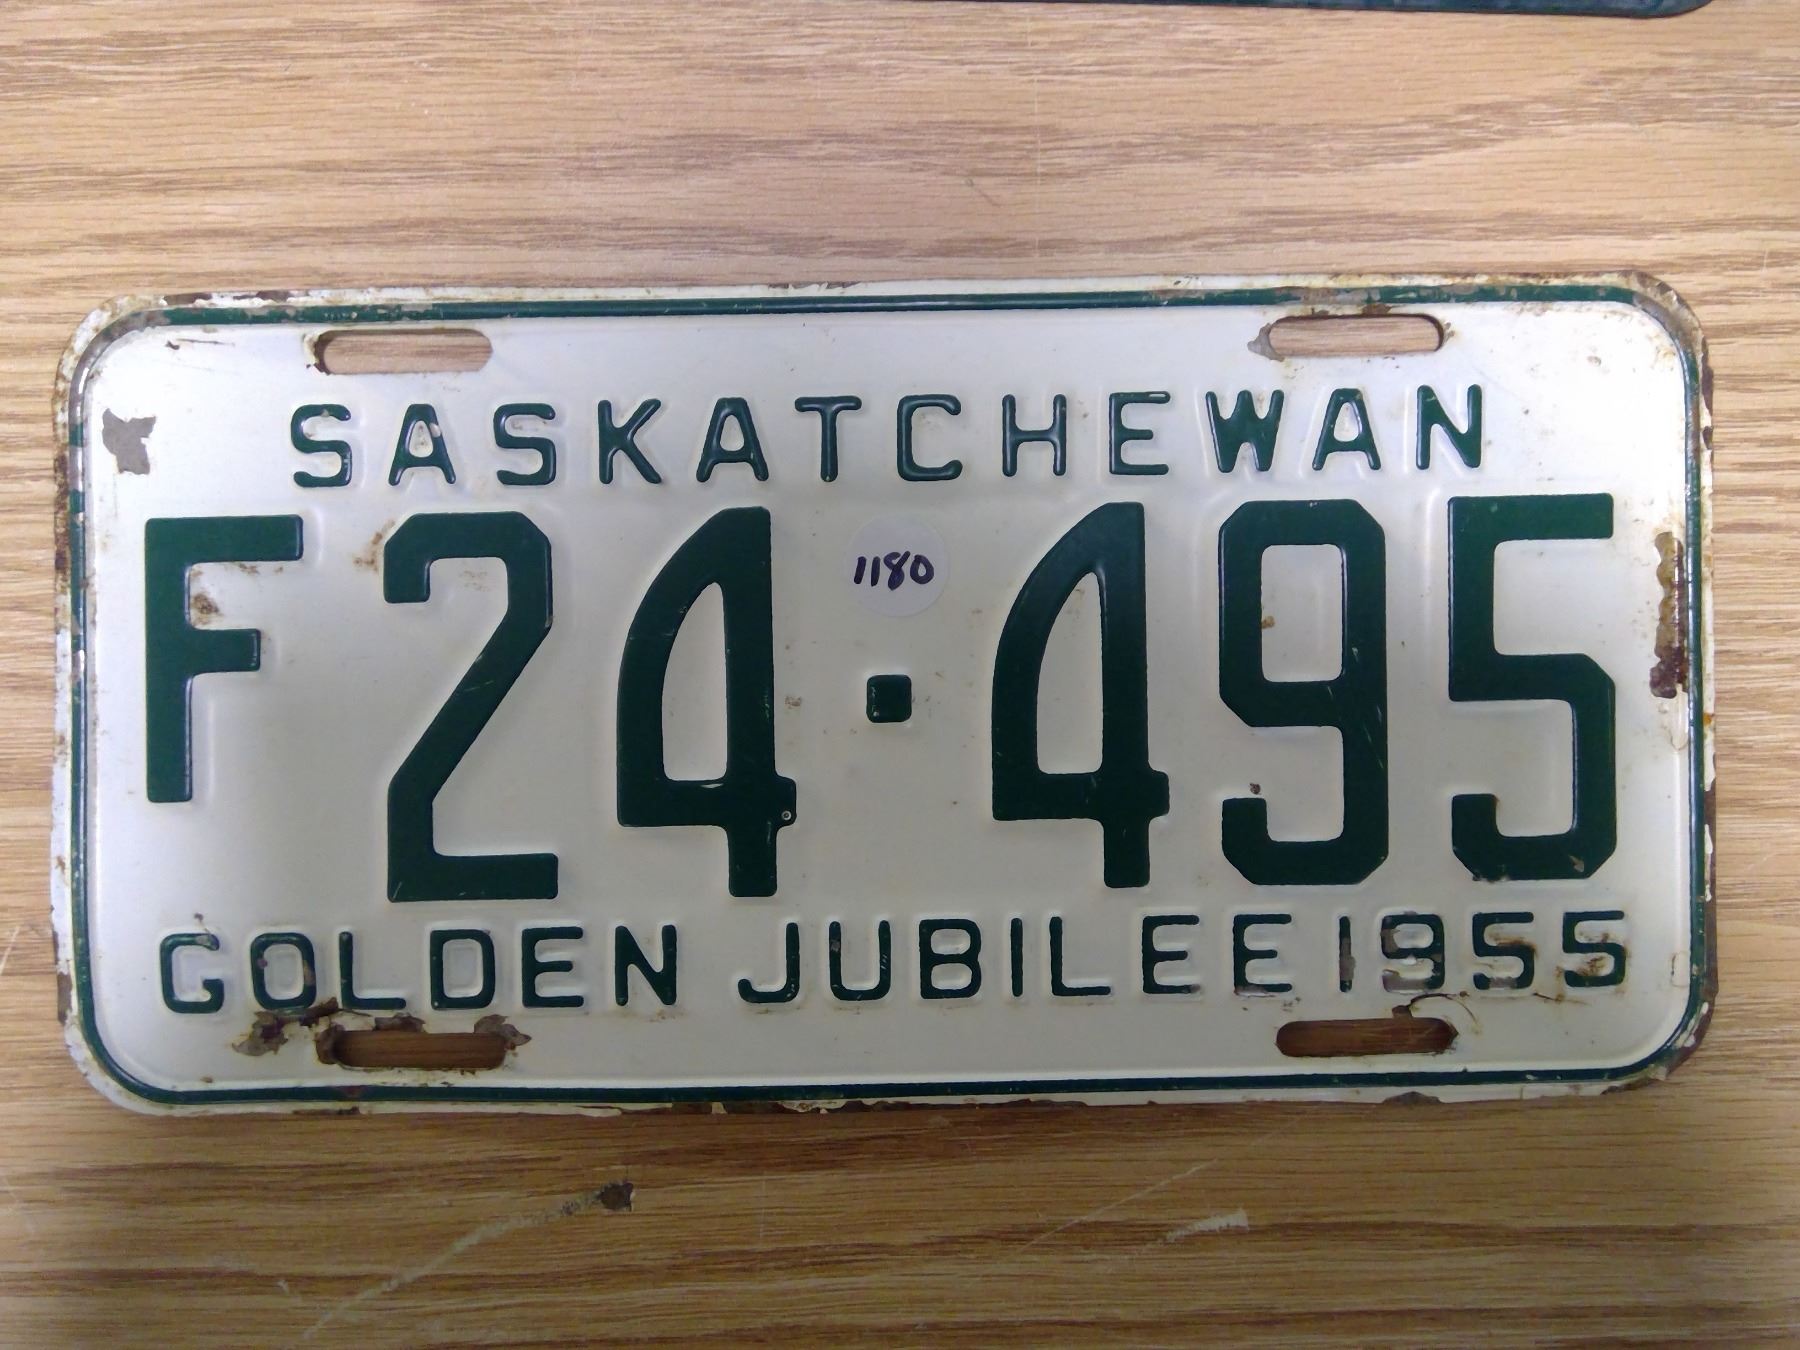 SASKATCHEWAN
1180
F24·495
GOLDEN JUBILEE 1955